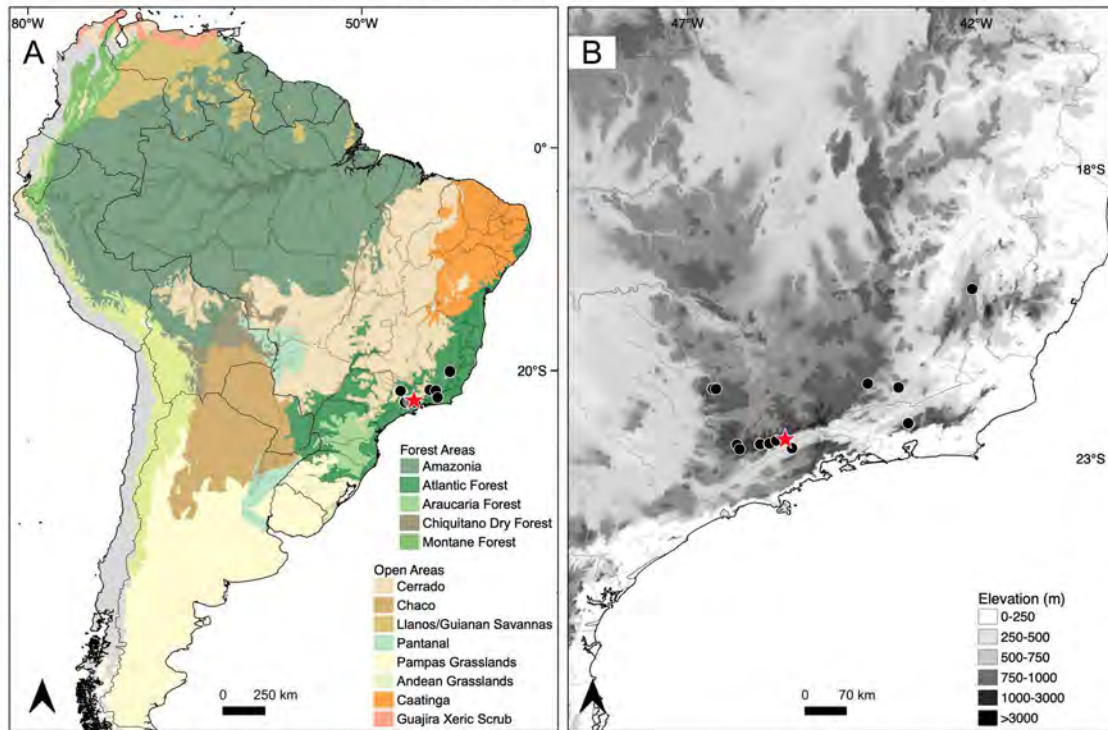 80°W
50°W
A
0°
20°S
Forest Areas
Amazonia
Atlantic Forest
Araucaria Forest
Chiquitano Dry Forest
Montane Forest
Open Areas
Cerrado
Chaco
Llanos/Guianan Savannas
Pantanal
Pampas Grasslands
Andean Grasslands
Caatinga
Guajira Xeric Scrub
0 250 km
47°W
42°W
B
18°S
23°S
Elevation (m)
0-250
250-500
500-750
750-1000
1000-3000
>3000
0 70 km